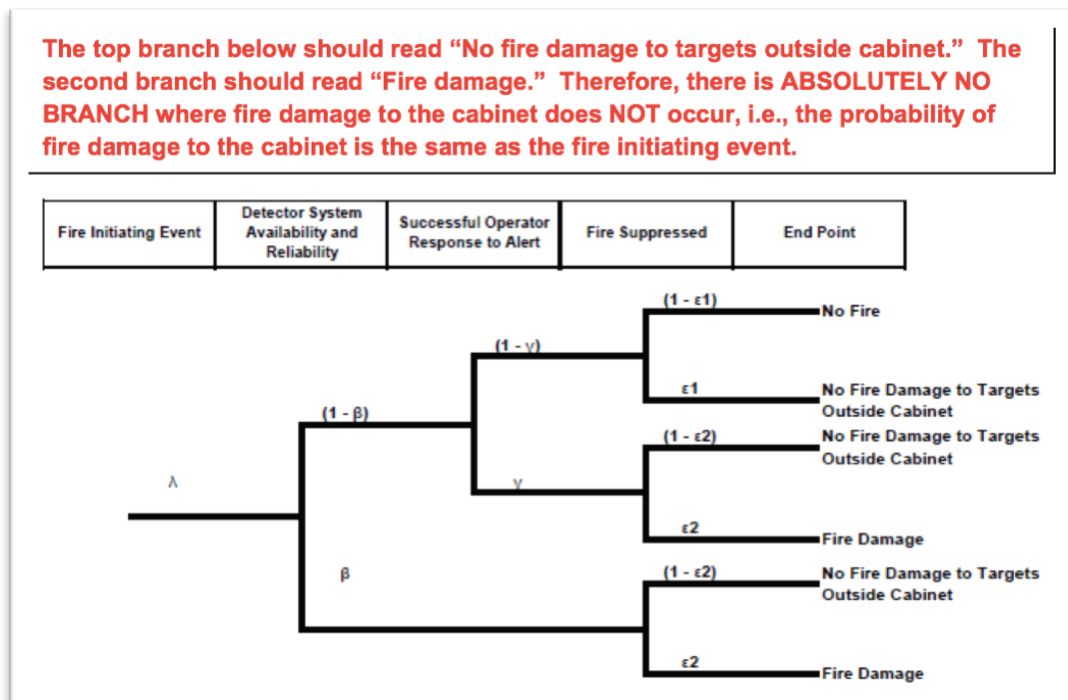 The top branch below should read “No fire damage to targets outside cabinet.” The
second branch should read “Fire damage.” Therefore, there is ABSOLUTELY NO
BRANCH where fire damage to the cabinet does NOT occur, i.e., the probability of
fire damage to the cabinet is the same as the fire initiating event.
Fire Initiating Event
Detector System
Availability and
Reliability
Successful Operator
Response to Alert
Fire Suppressed
End Point
(1 - ε1)
No Fire
(1 - γ)
ε1
No Fire Damage to Targets
Outside Cabinet
(1 - β)
(1 - ε2)
No Fire Damage to Targets
Outside Cabinet
λ
γ
ε2
Fire Damage
β
(1 - ε2)
No Fire Damage to Targets
Outside Cabinet
ε2
Fire Damage